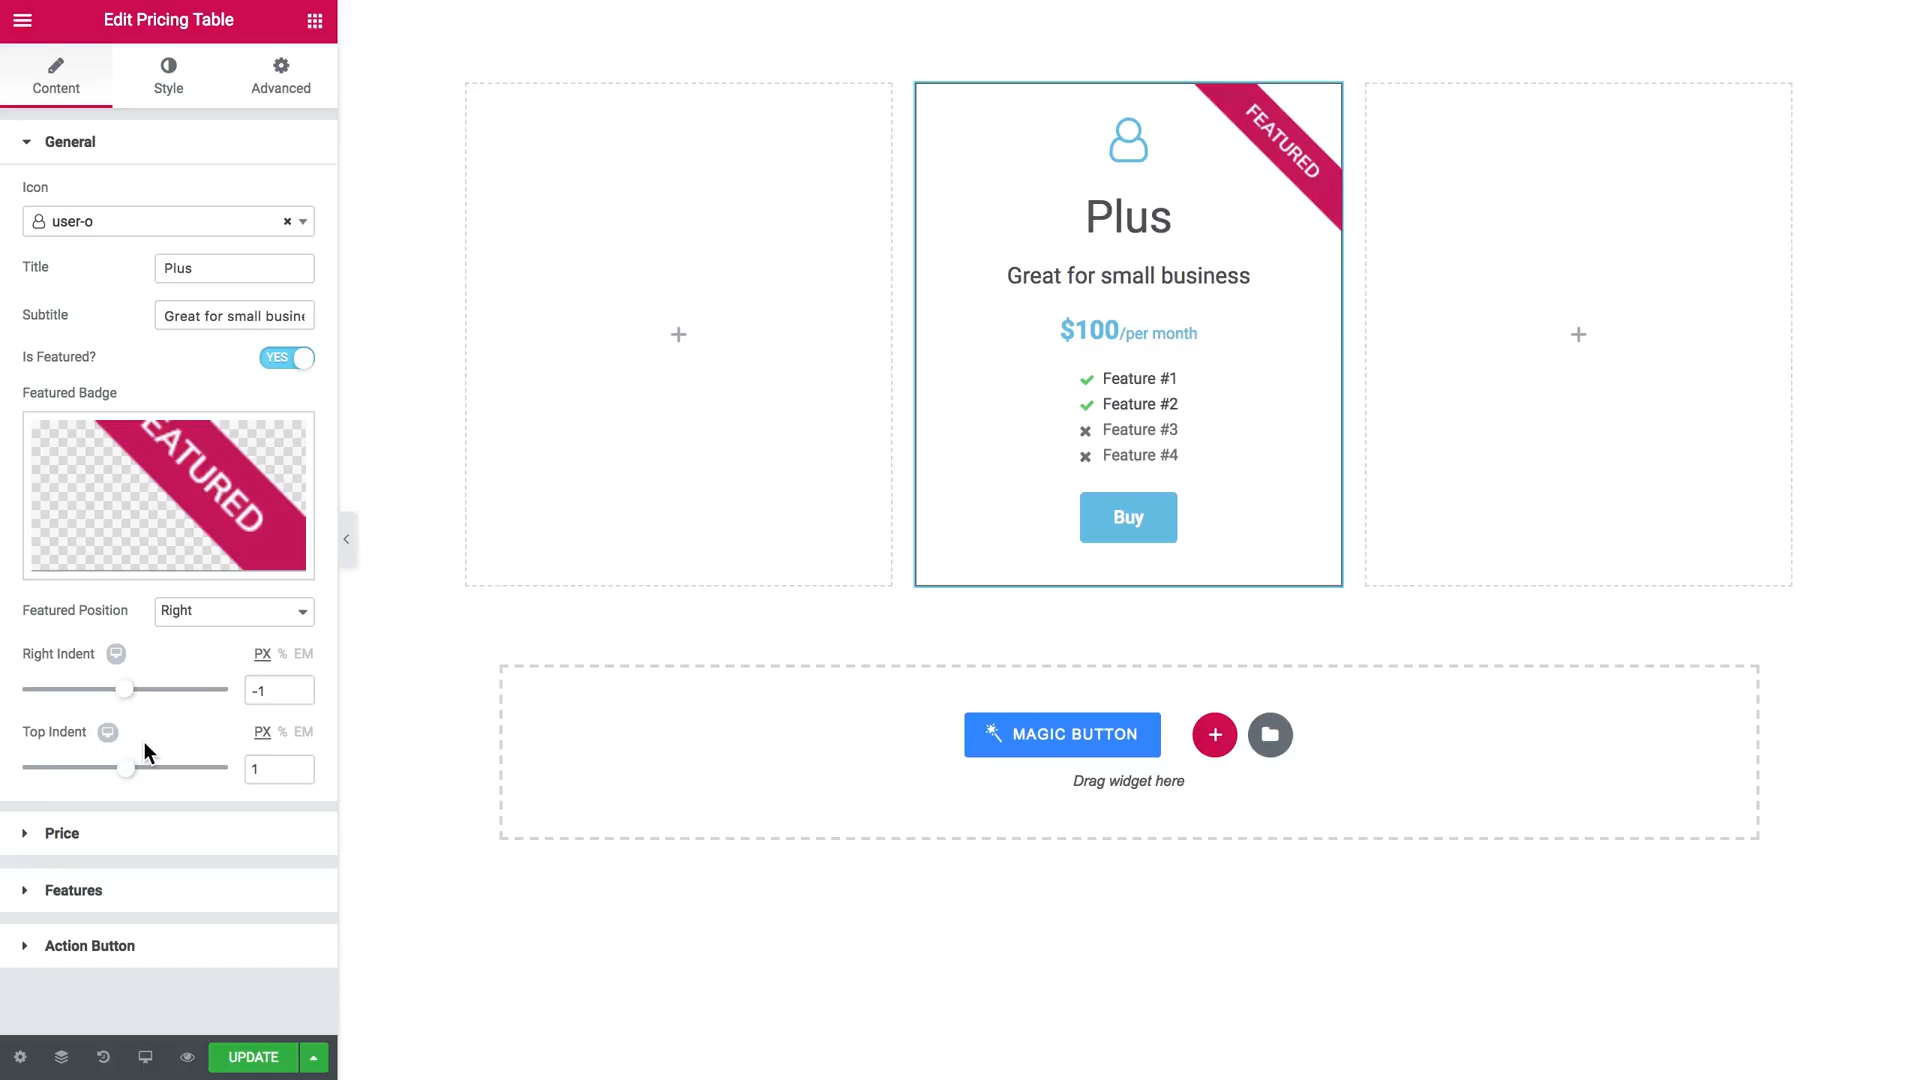 Edit Pricing Table
Content
Style
Advanced
General
Icon
user-o
Title
Plus
Subtitle
Great for small busine
Is Featured?
YES
Featured Badge
FEATURED
Featured Position
Right
Right Indent
PX % EM
-1
Top Indent
PX % EM
1
Price
Features
Action Button
UPDATE
FEATURED
Plus
Great for small business
$100/per month
Feature #1
Feature #2
Feature #3
Feature #4
Buy
MAGIC BUTTON
Drag widget here